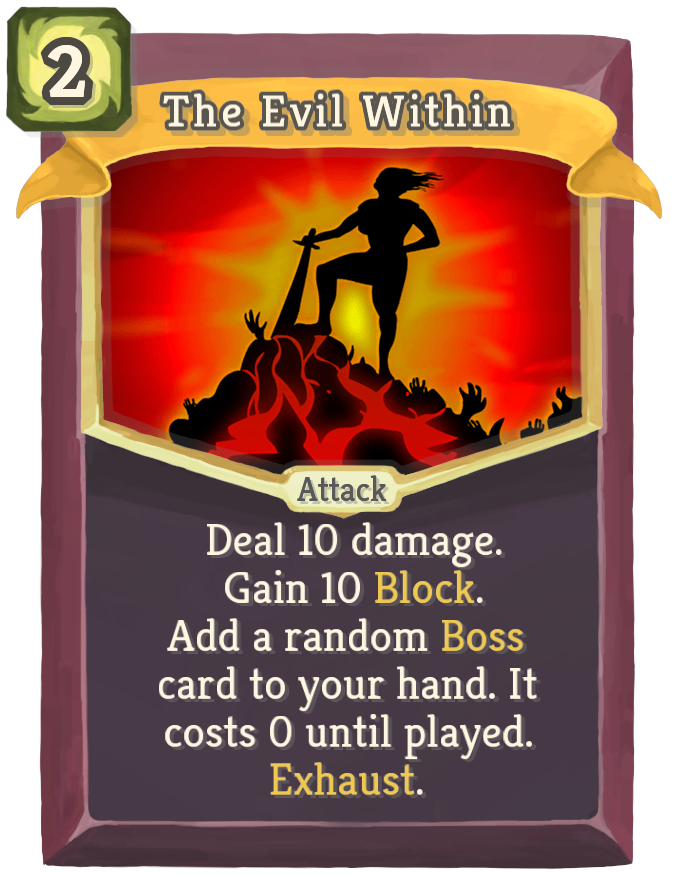 2
The Evil Within
Attack
Deal 10 damage.
Gain 10 Block.
Add a random Boss
card to your hand. It
costs 0 until played.
Exhaust.